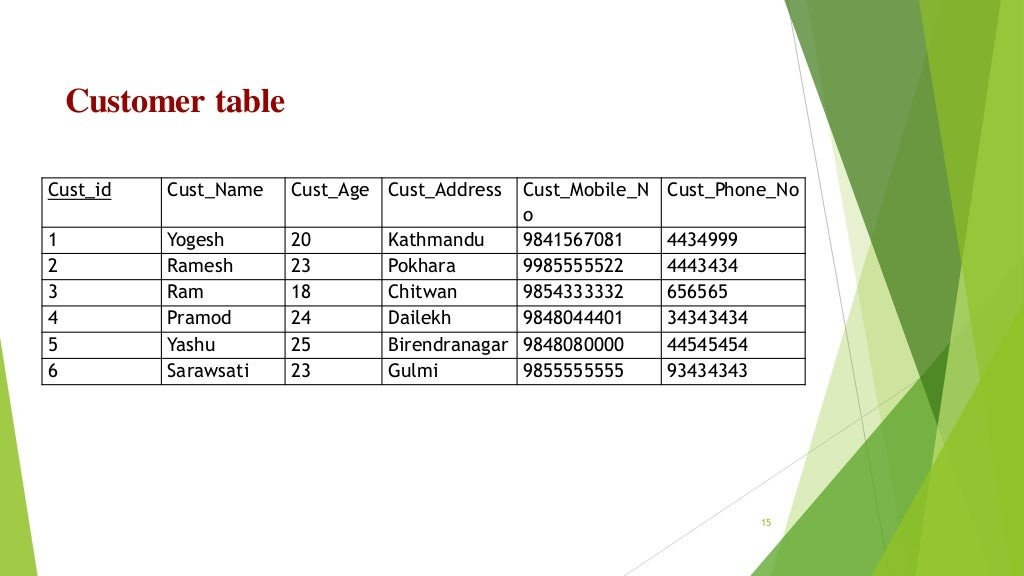 Customer table
Cust_id Cust_Name Cust_Age Cust_Address Cust_Mobile_N Cust_Phone_No
o
1 Yogesh 20 Kathmandu 9841567081 4434999
2 Ramesh 23 Pokhara 9985555522 4443434
3 Ram 18 Chitwan 9854333332 656565
4 Pramod 24 Dailekh 9848044401 34343434
5 Yashu 25 Birendranagar 9848080000 44545454
6 Sarawsati 23 Gulmi 9855555555 93434343
15